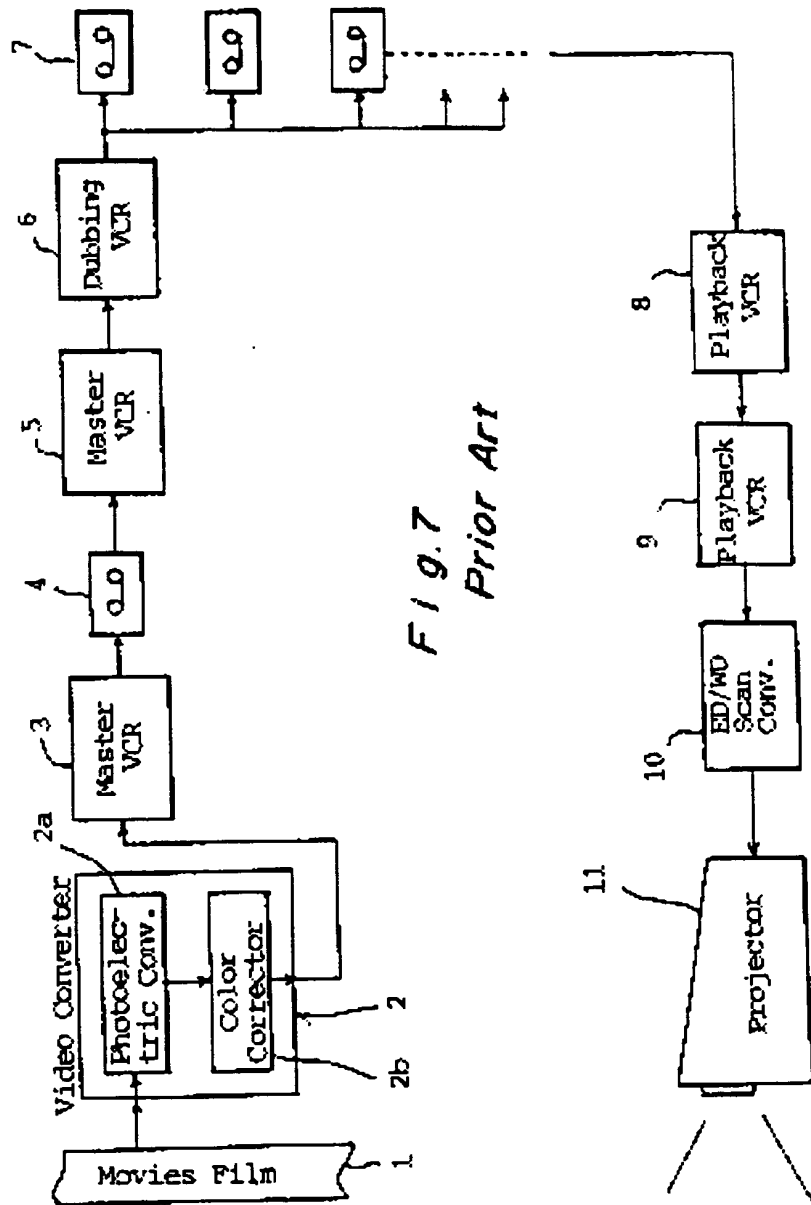 Movies Film
1
Video Converter
2a
Photoelec-
tric Conv.
Color
Corrector
2b
2
3
Master
VCR
4
5
Master
VCR
6
Dubbing
VCR
7
Fig.7
Prior Art
8
Playback
VCR
9
Playback
VCR
10
ED/WD
Scan
Conv.
11
Projector